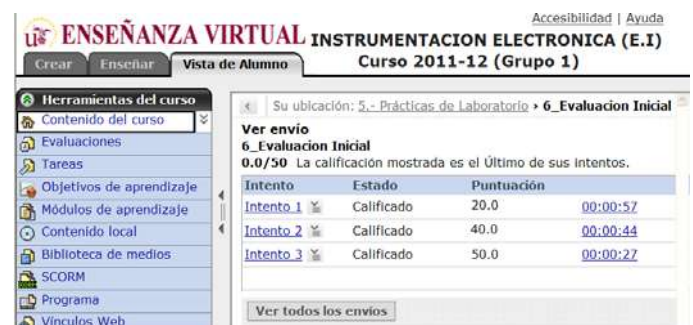 Accesibilidad | Ayuda
ENSEÑANZA VIRTUAL INSTRUMENTACION ELECTRONICA (E.I)
Crear Enseñar Vista de Alumno Curso 2011-12 (Grupo 1)
Herramientas del curso
Contenido del curso
Evaluaciones
Tareas
Objetivos de aprendizaje
Módulos de aprendizaje
Contenido local
Biblioteca de medios
SCORM
Programa
Vínculos Web
Su ubicación: 5.- Prácticas de Laboratorio › 6_Evaluacion Inicial
Ver envío
6_Evaluacion Inicial
0.0/50 La calificación mostrada es el Último de sus intentos.
Intento Estado Puntuación
Intento 1 Calificado 20.0 00:00:57
Intento 2 Calificado 40.0 00:00:44
Intento 3 Calificado 50.0 00:00:27
Ver todos los envíos